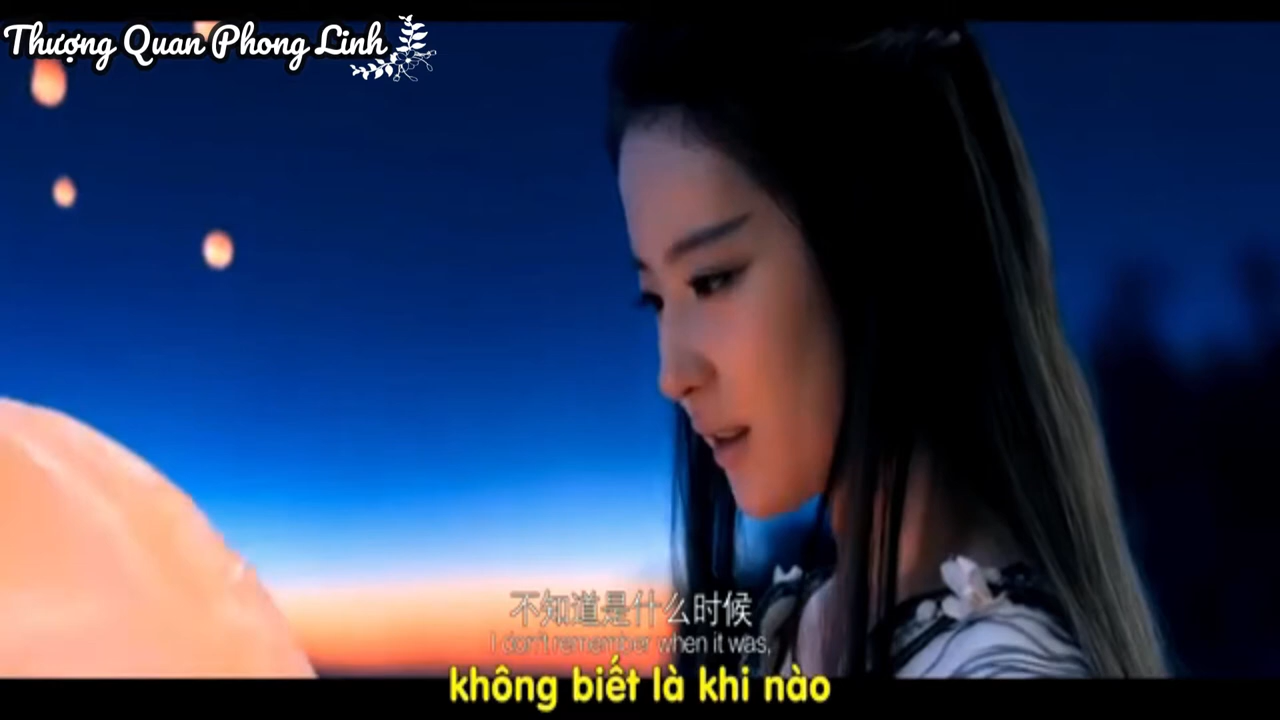 Thượng Quan Phong Linh
不知道是什么时候
I don't remember when it was,
không biết là khi nào